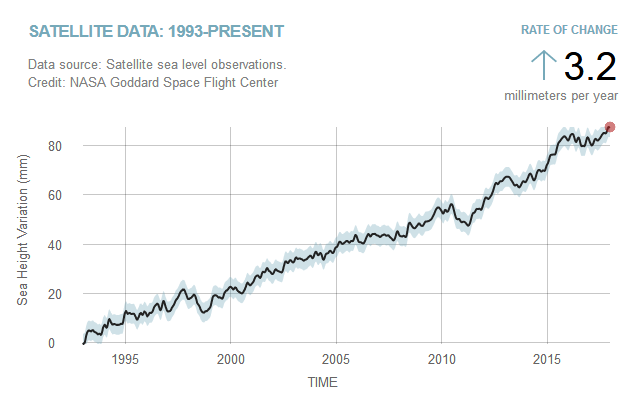 SATELLITE DATA: 1993-PRESENT
Data source: Satellite sea level observations.
Credit: NASA Goddard Space Flight Center
RATE OF CHANGE
↑ 3.2
millimeters per year
Sea Height Variation (mm)
80
60
40
20
0
1995 2000 2005 2010 2015
TIME